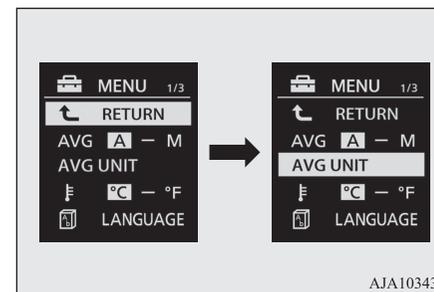 MENU 1/3
RETURN
AVG A — M
AVG UNIT
°C — °F
LANGUAGE
MENU 1/3
RETURN
AVG A — M
AVG UNIT
°C — °F
LANGUAGE
AJA10343